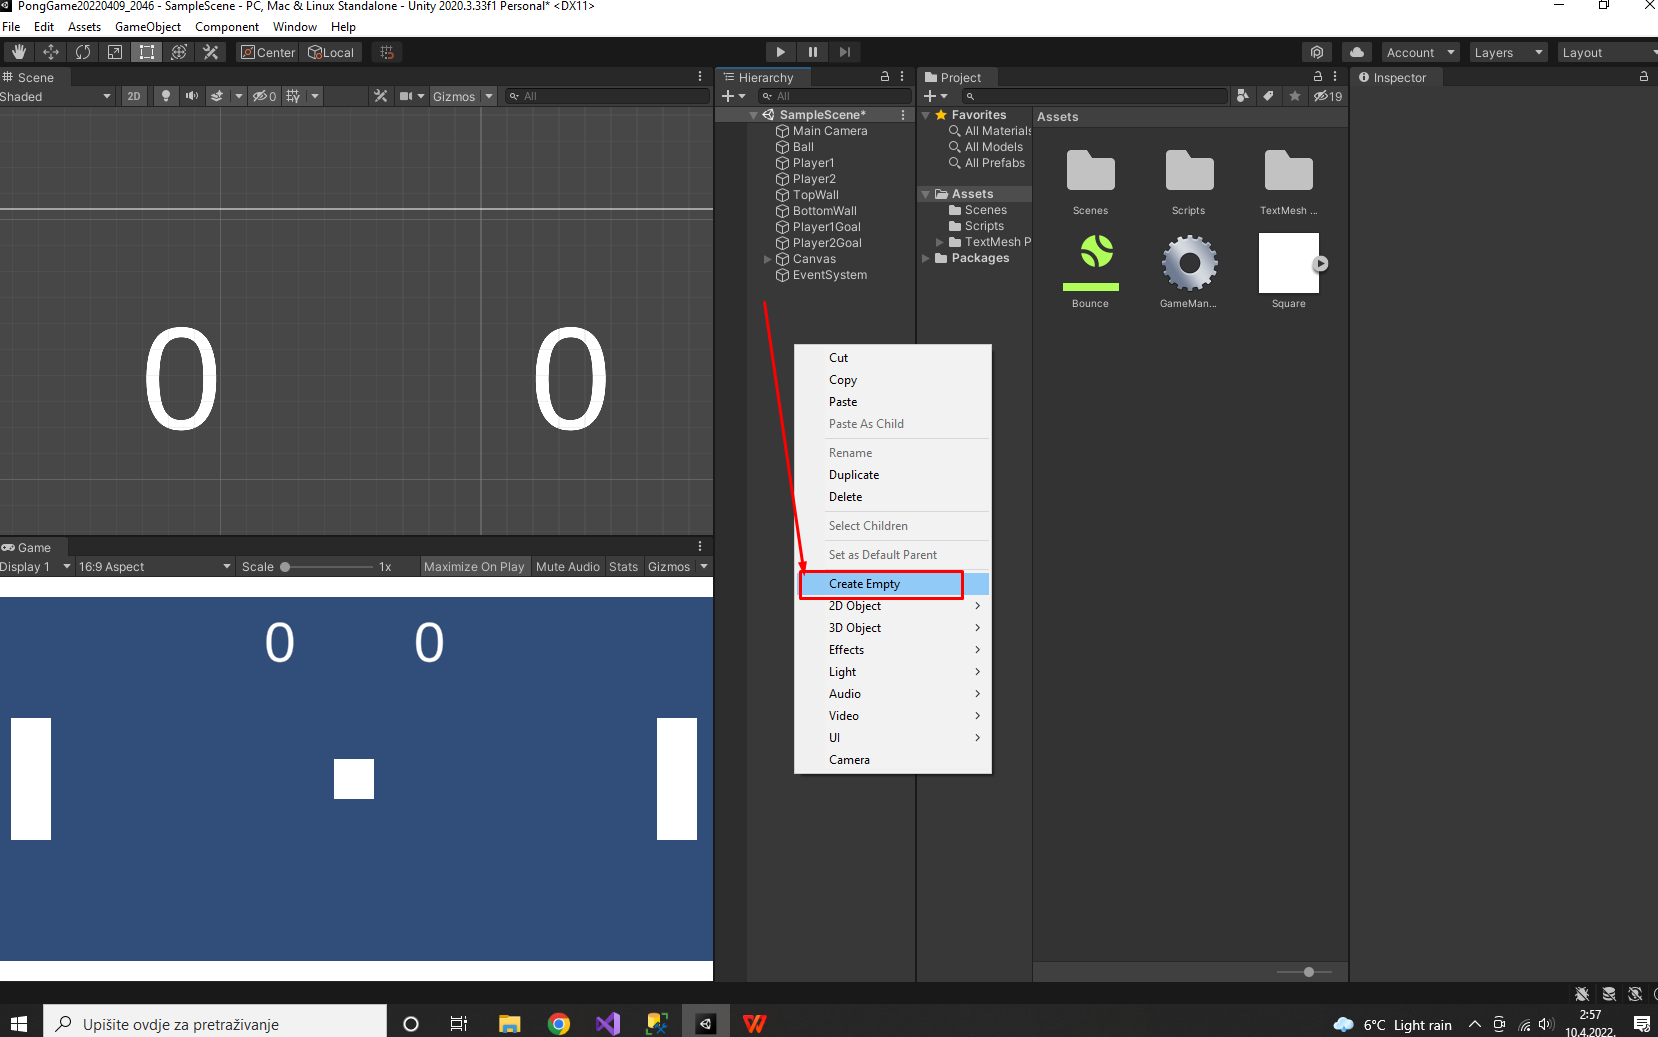 PongGame20220409_2046 - SampleScene - PC, Mac & Linux Standalone - Unity 2020.3.33f1 Personal* <DX11>
File Edit Assets GameObject Component Window Help
Center Local
Account Layers Layout
Scene
Shaded 2D 0 Gizmos All
0 0
Game
Display 1 16:9 Aspect Scale 1x Maximize On Play Mute Audio Stats Gizmos
0 0
Hierarchy
All
SampleScene*
Main Camera
Ball
Player1
Player2
TopWall
BottomWall
Player1Goal
Player2Goal
Canvas
EventSystem
Cut
Copy
Paste
Paste As Child
Rename
Duplicate
Delete
Select Children
Set as Default Parent
Create Empty
2D Object
3D Object
Effects
Light
Audio
Video
UI
Camera
Project
19
Favorites
All Materials
All Models
All Prefabs
Assets
Scenes
Scripts
TextMesh P
Packages
Assets
Scenes Scripts TextMesh ...
Bounce GameMan... Square
Inspector
Upišite ovdje za pretraživanje
6°C Light rain
2:57
10.4.2022.